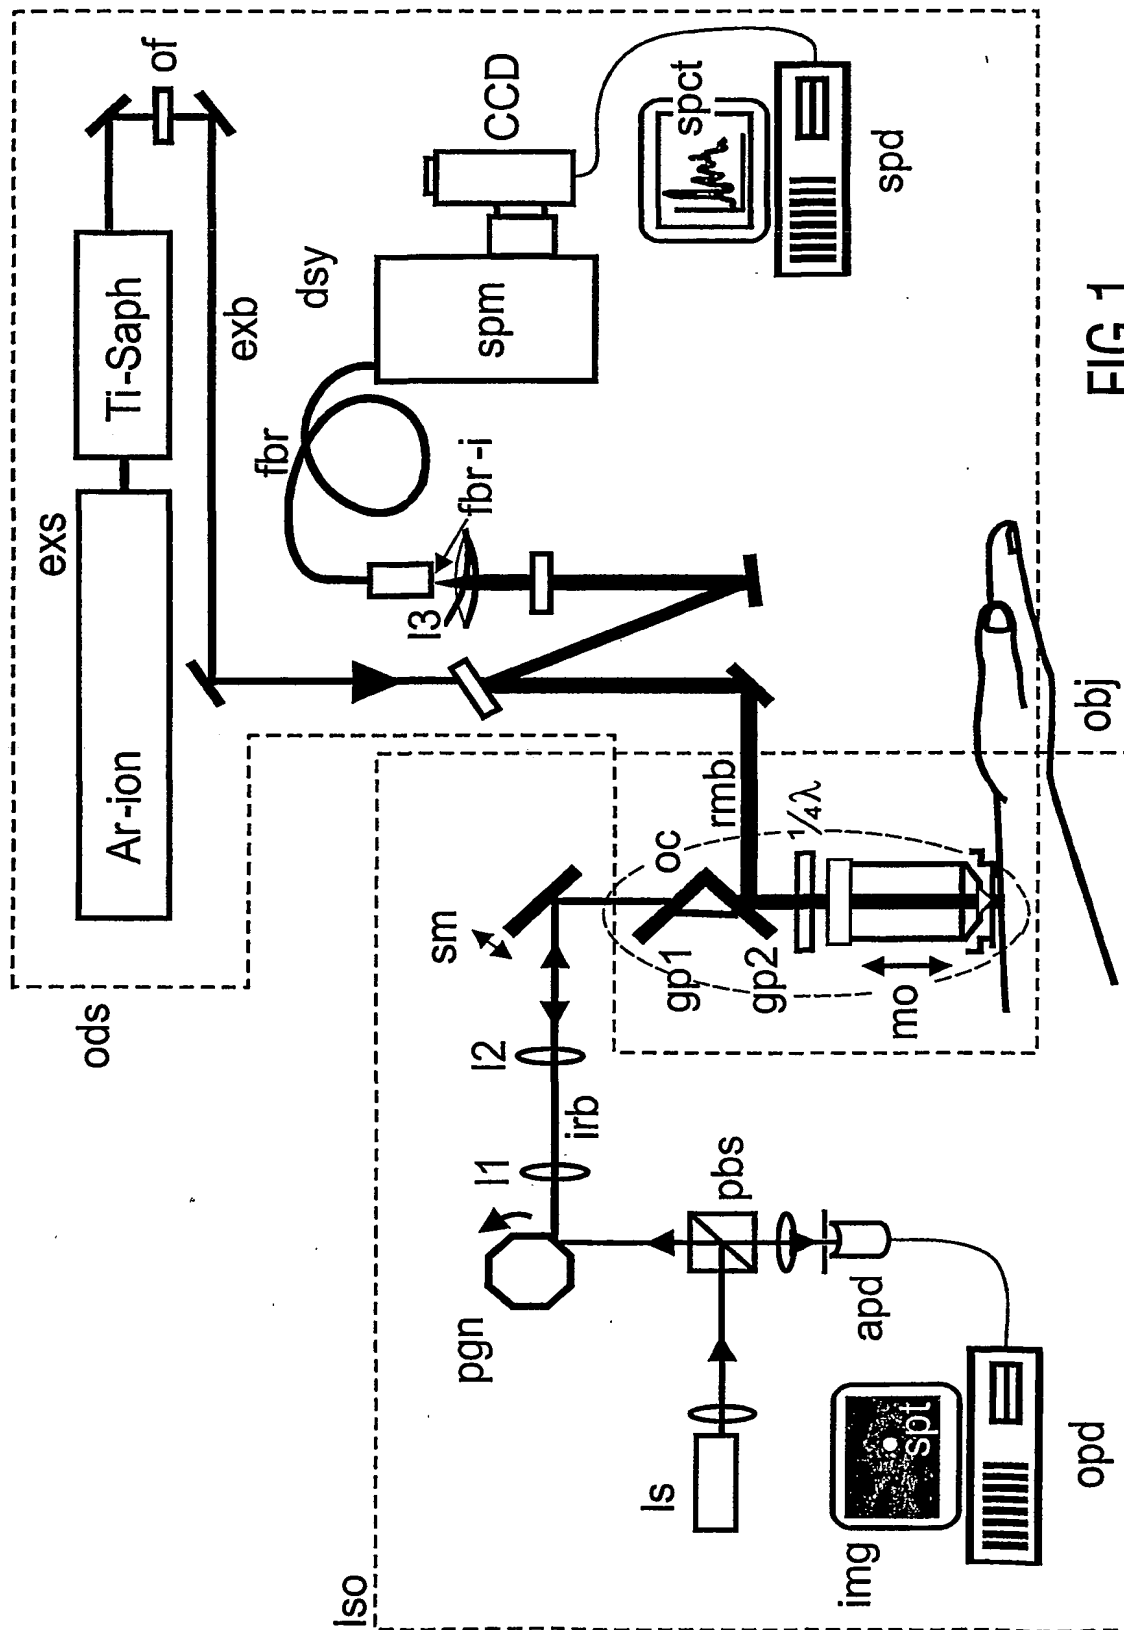 exs
Ar-ion
Ti-Saph
of
exb
ods
fbr
dsy
CCD
spm
fbr-i
l3
spct
spd
lso
sm
l2
l1
irb
pgn
pbs
ls
apd
img
spt
opd
oc
gp1
gp2
rmb
¼λ
mo
obj
FIG.1